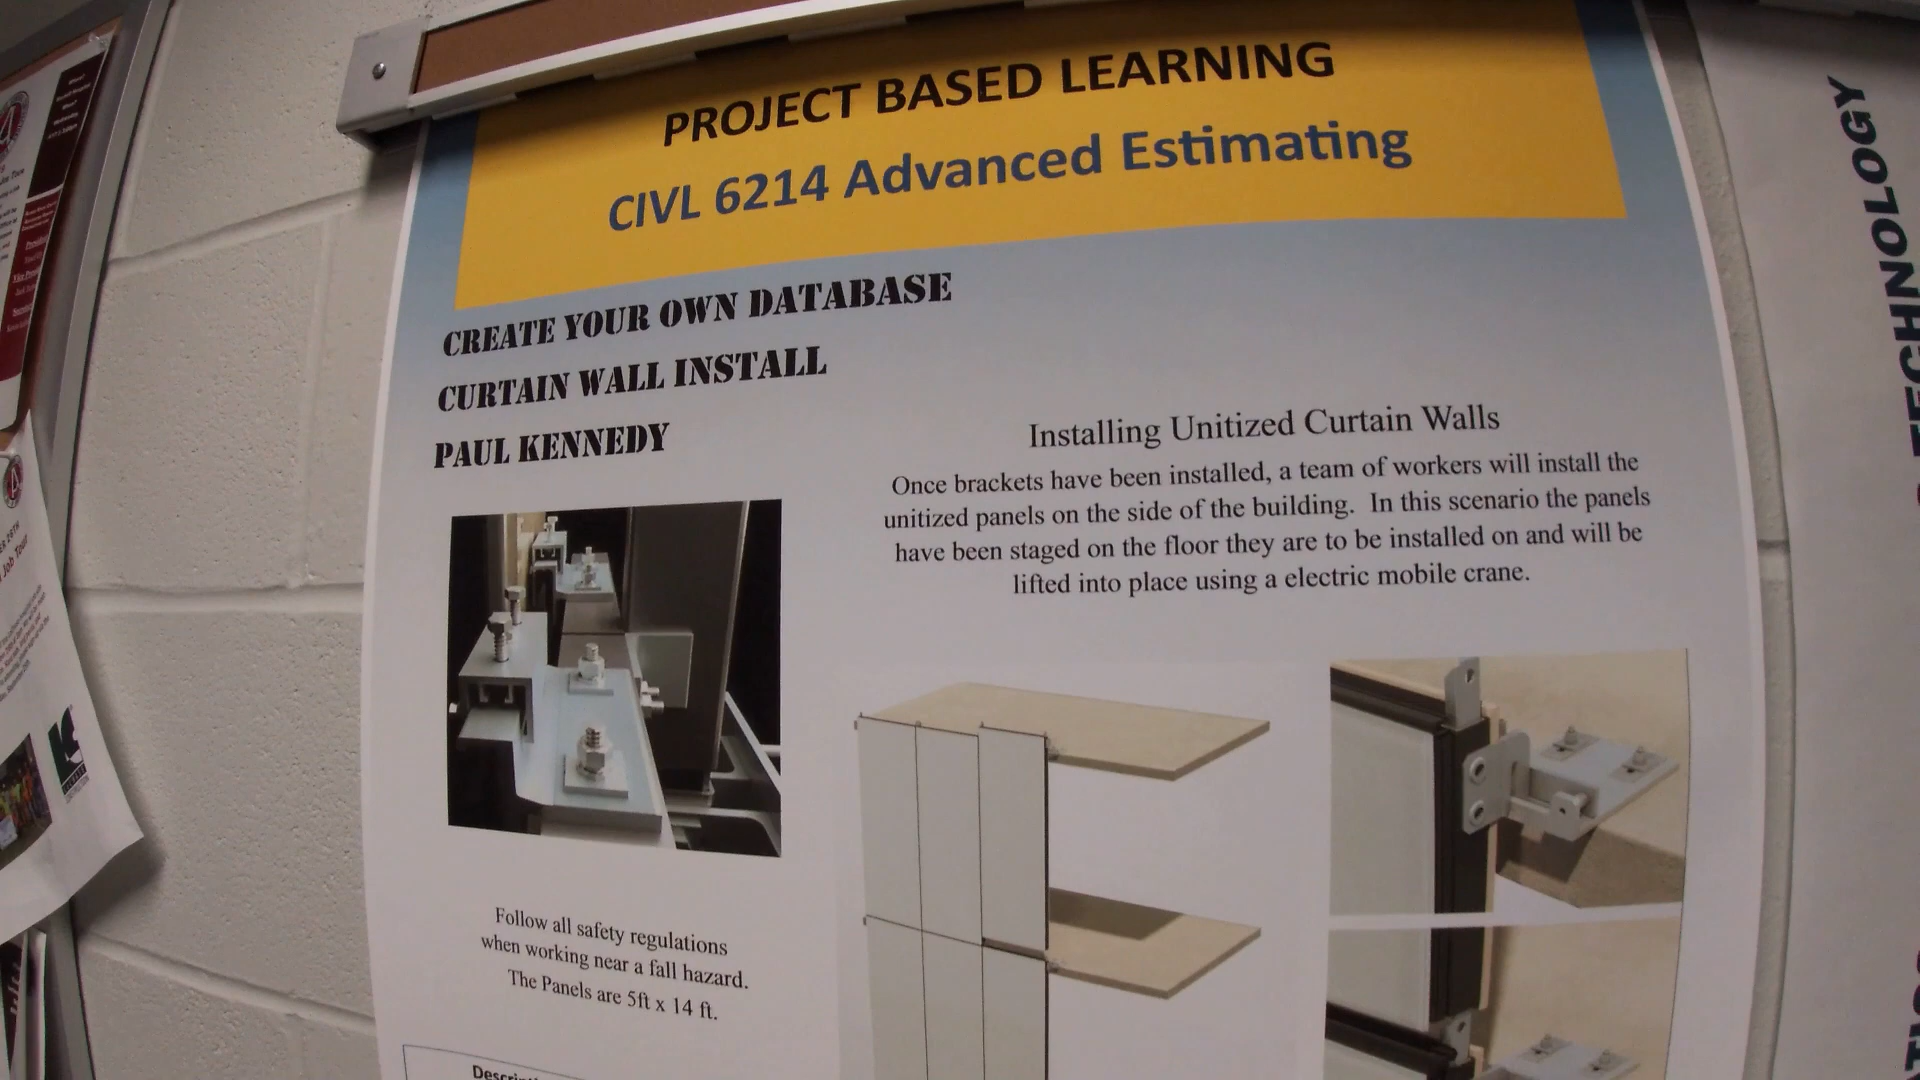 PROJECT BASED LEARNING
CIVL 6214 Advanced Estimating
CREATE YOUR OWN DATABASE
CURTAIN WALL INSTALL
PAUL KENNEDY
Installing Unitized Curtain Walls
Once brackets have been installed, a team of workers will install the
unitized panels on the side of the building. In this scenario the panels
have been staged on the floor they are to be installed on and will be
lifted into place using a electric mobile crane.
Follow all safety regulations
when working near a fall hazard.
The Panels are 5ft x 14 ft.
TECHNOLOGY